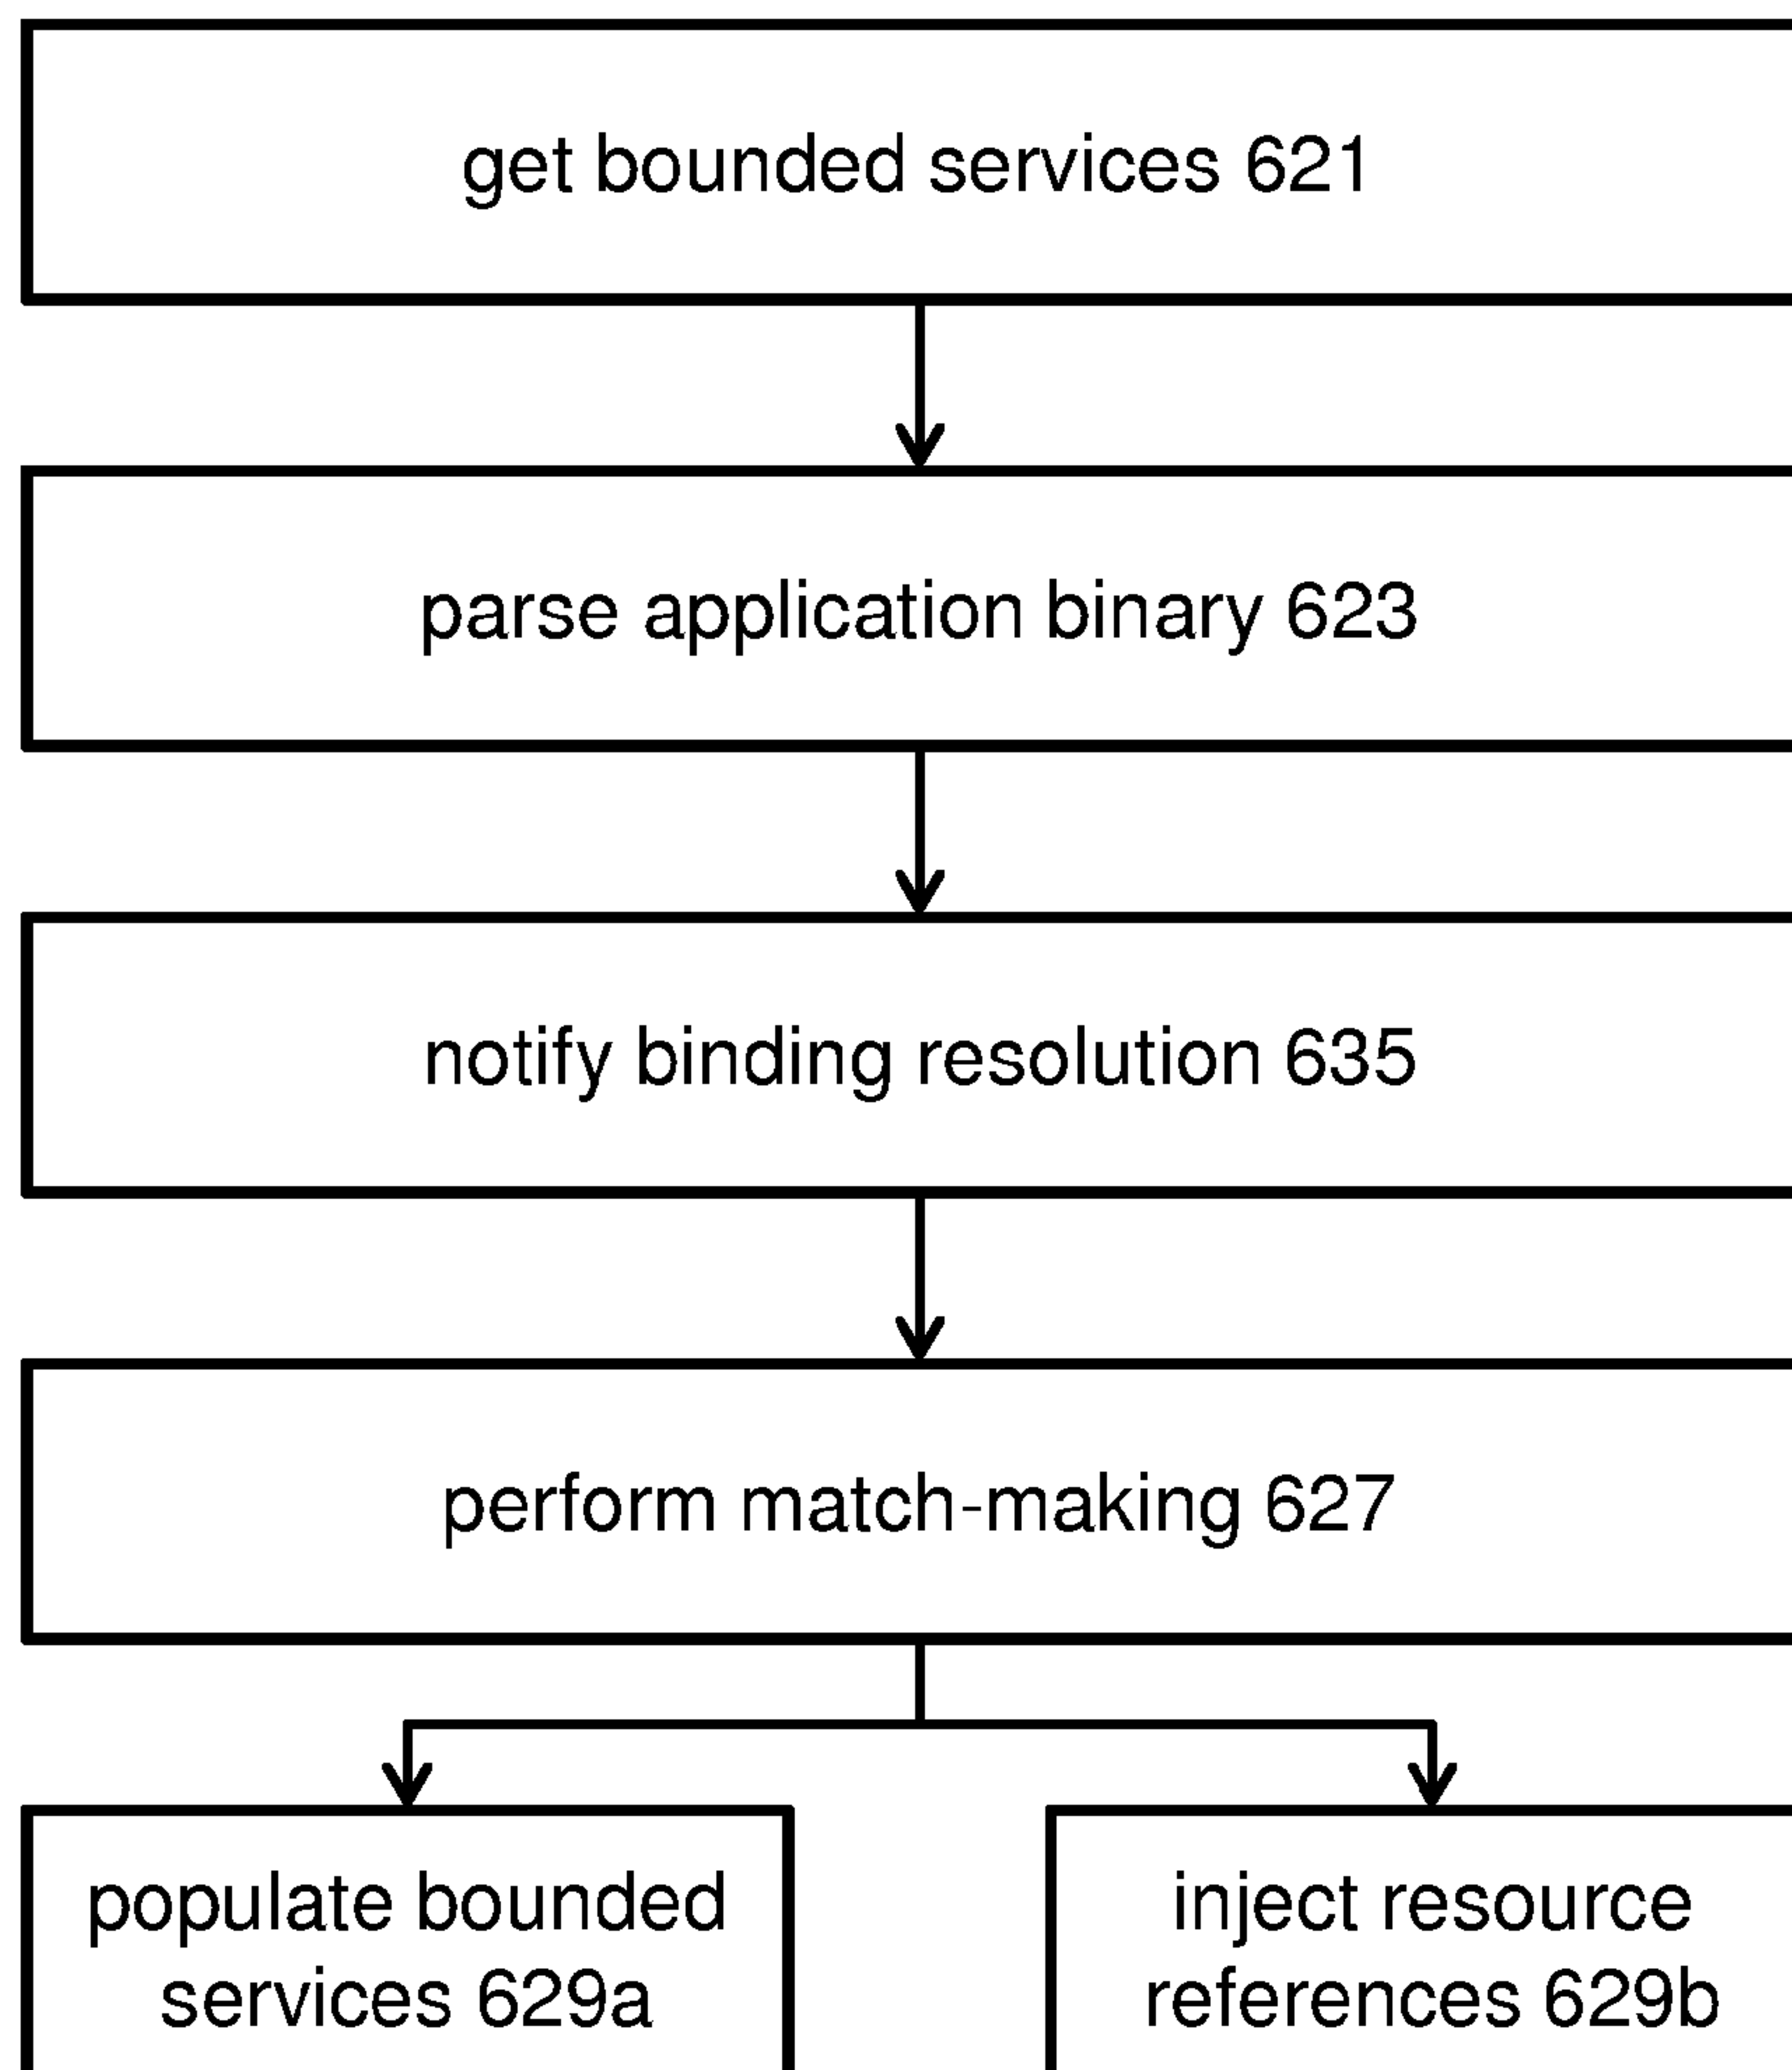 get bounded services 621
parse application binary 623
notify binding resolution 635
perform match-making 627
populate bounded
services 629a
inject resource
references 629b